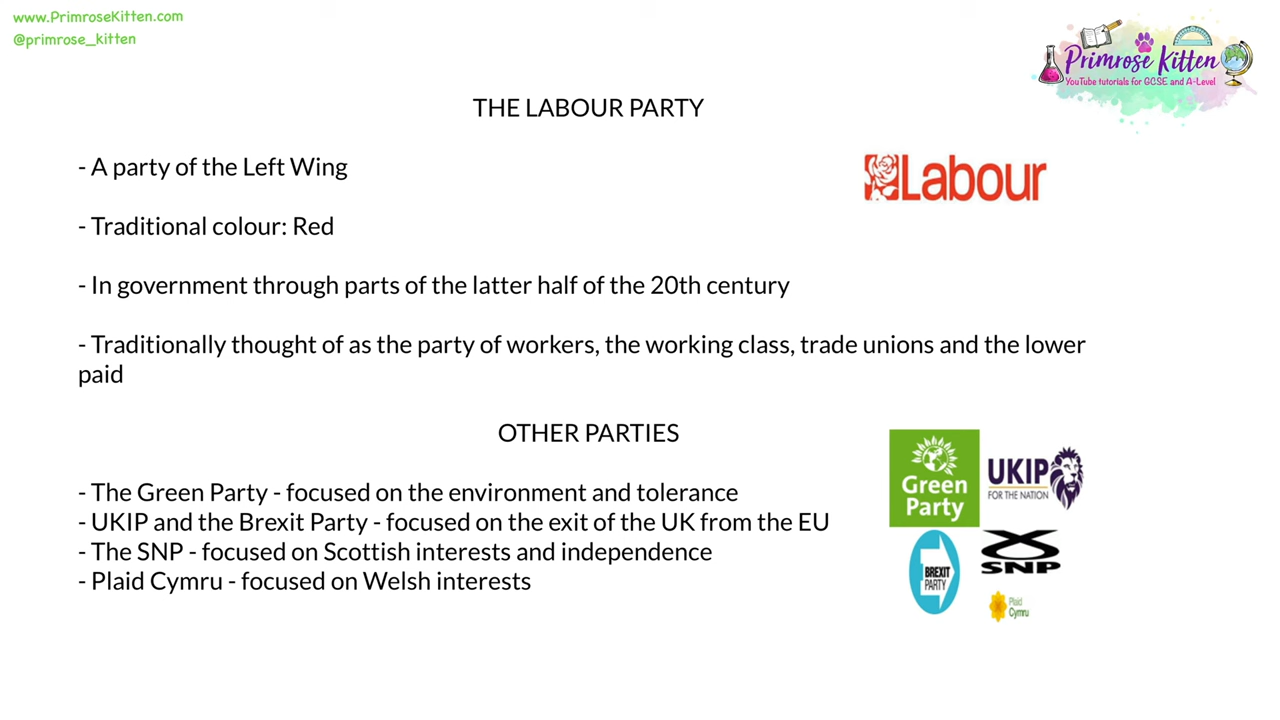 www.PrimroseKitten.com
@primrose_kitten
Primrose Kitten
YouTube tutorials for GCSE and A-Level
THE LABOUR PARTY
- A party of the Left Wing
Labour
- Traditional colour: Red
- In government through parts of the latter half of the 20th century
- Traditionally thought of as the party of workers, the working class, trade unions and the lower
paid
OTHER PARTIES
Green
Party
UKIP
FOR THE NATION
- The Green Party - focused on the environment and tolerance
- UKIP and the Brexit Party - focused on the exit of the UK from the EU
- The SNP - focused on Scottish interests and independence
- Plaid Cymru - focused on Welsh interests
BREXIT
PARTY
SNP
Plaid
Cymru